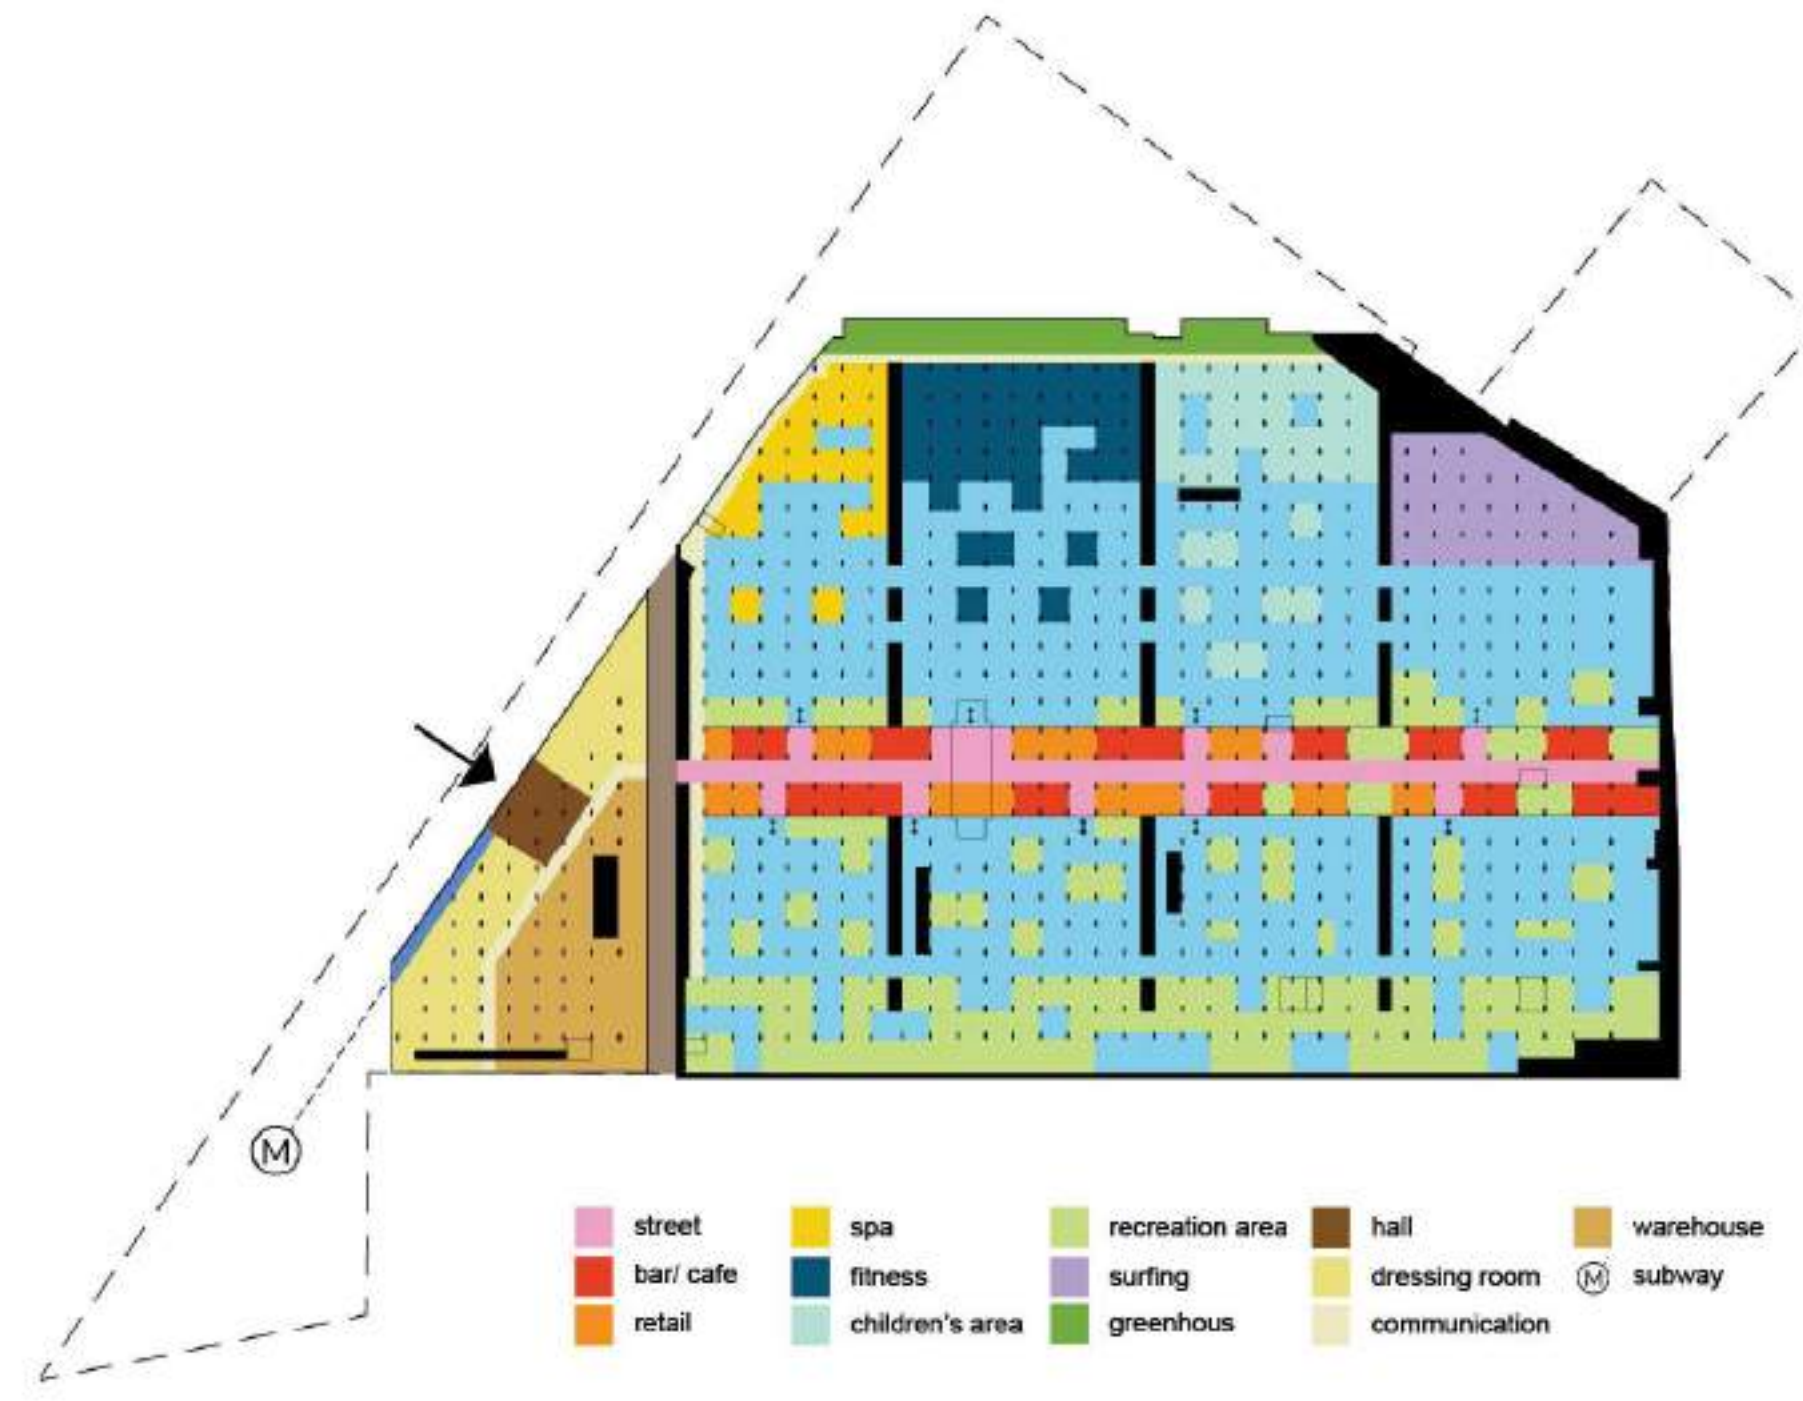 M
street spa recreation area hall warehouse
bar/ cafe fitness surfing dressing room M subway
retail children's area greenhous communication